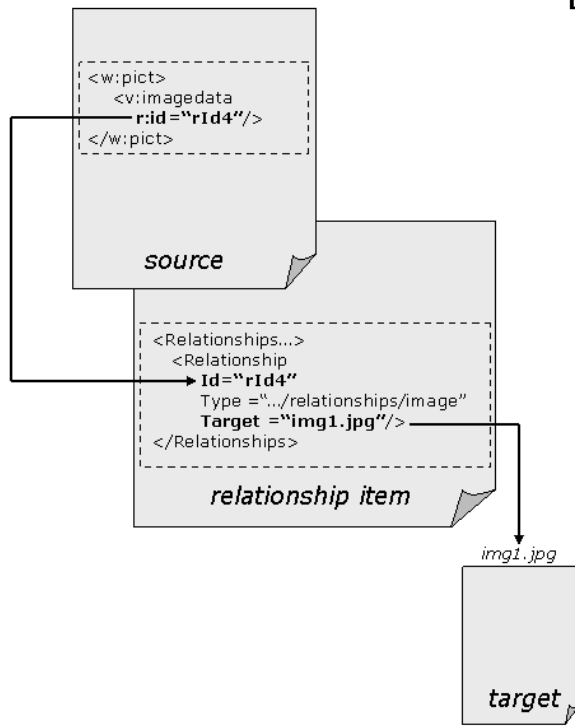 <w:pict>
<v:imagedata
r:id="rId4"/>
</w:pict>
source
<Relationships...>
<Relationship
Id="rId4"
Type =".../relationships/image"
Target ="img1.jpg"/>
</Relationships>
relationship item
img1.jpg
target